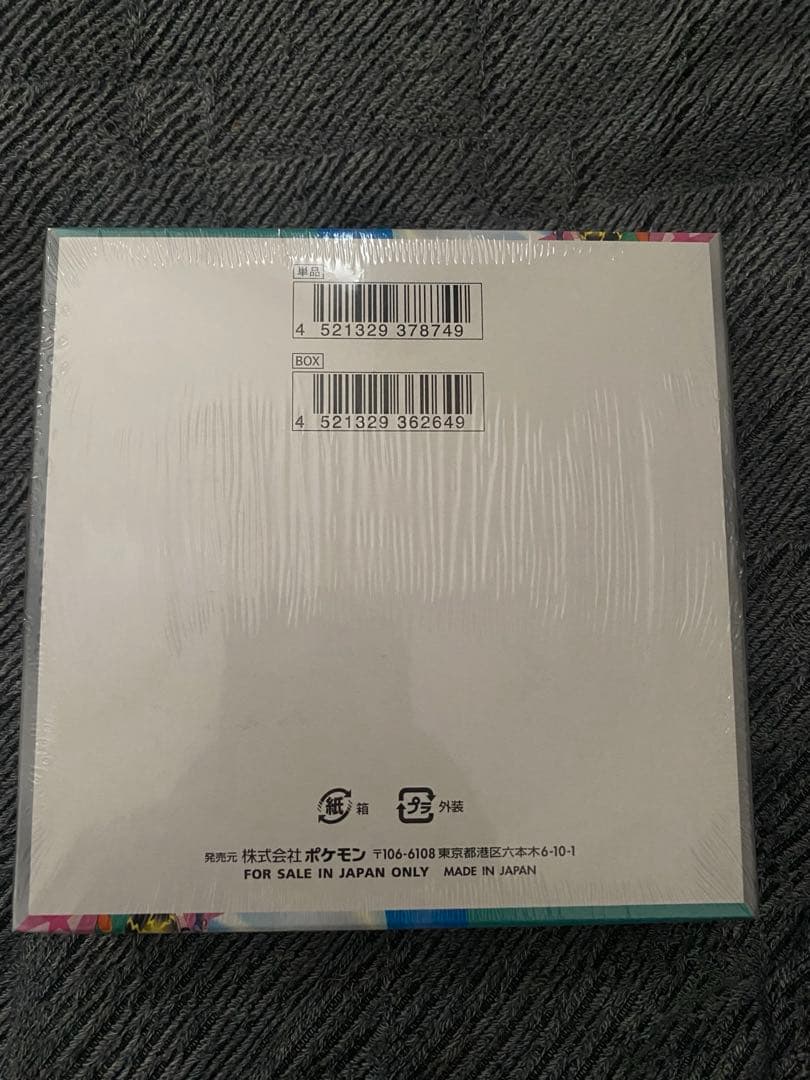 単品
4 521329 378749
BOX
4 521329 362649
紙 箱 プラ 外装
発売元 株式会社 ポケモン 〒106-6108 東京都港区六本木6-10-1
FOR SALE IN JAPAN ONLY MADE IN JAPAN